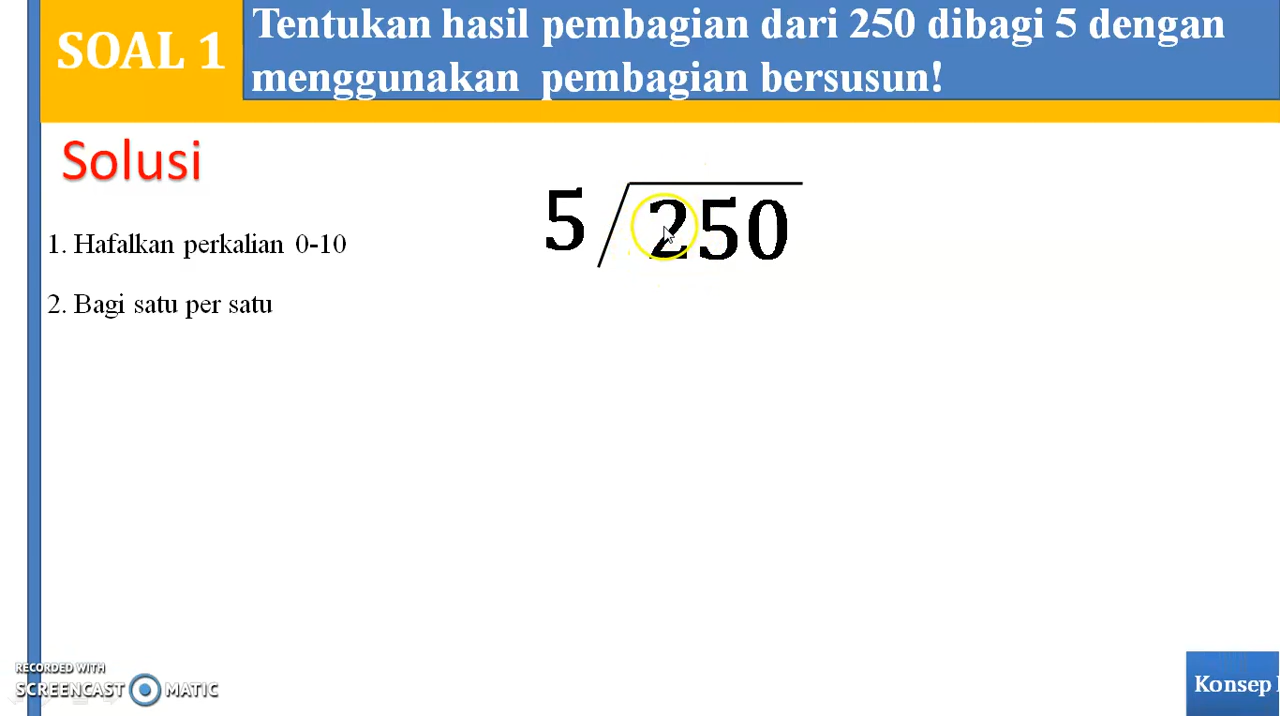 SOAL 1
Tentukan hasil pembagian dari 250 dibagi 5 dengan
menggunakan pembagian bersusun!
Solusi
5 250
1. Hafalkan perkalian 0-10
2. Bagi satu per satu
RECORDED WITH
SCREENCAST MATIC
Konsep